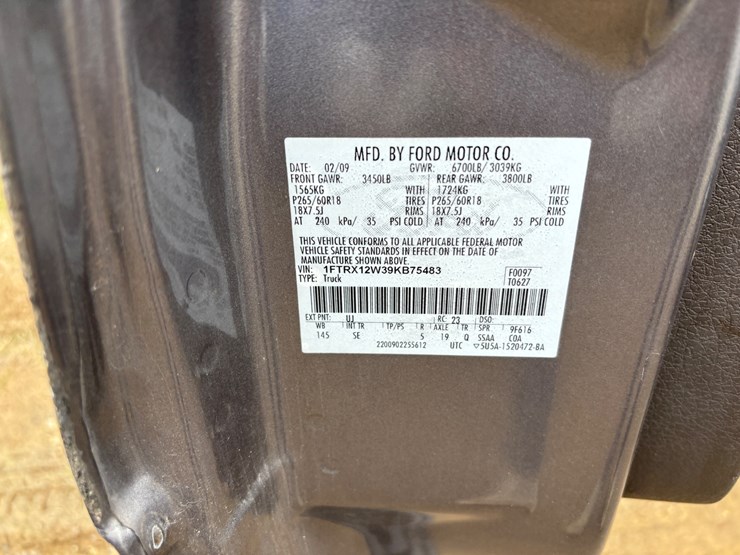 MFD. BY FORD MOTOR CO.
DATE: 02/09 GVWR: 6700LB/ 3039KG
FRONT GAWR: 3450LB REAR GAWR: 3800LB
1565KG WITH 1724KG WITH
P265/60R18 TIRES P265/60R18 TIRES
18X7.5J RIMS 18X7.5J RIMS
AT 240 kPa/ 35 PSI COLD AT 240 kPa/ 35 PSI COLD
THIS VEHICLE CONFORMS TO ALL APPLICABLE FEDERAL MOTOR
VEHICLE SAFETY STANDARDS IN EFFECT ON THE DATE OF
MANUFACTURE SHOWN ABOVE.
VIN: 1FTRX12W39KB75483 F0097
TYPE: Truck T0627
EXT PNT: UJ RC: 23 DSO:
WB INT TR TP/PS R AXLE TR SPR 9F616
145 SE 5 19 Q SSAA COA
2200902255612 UTC ▽5U5A-1520472-BA